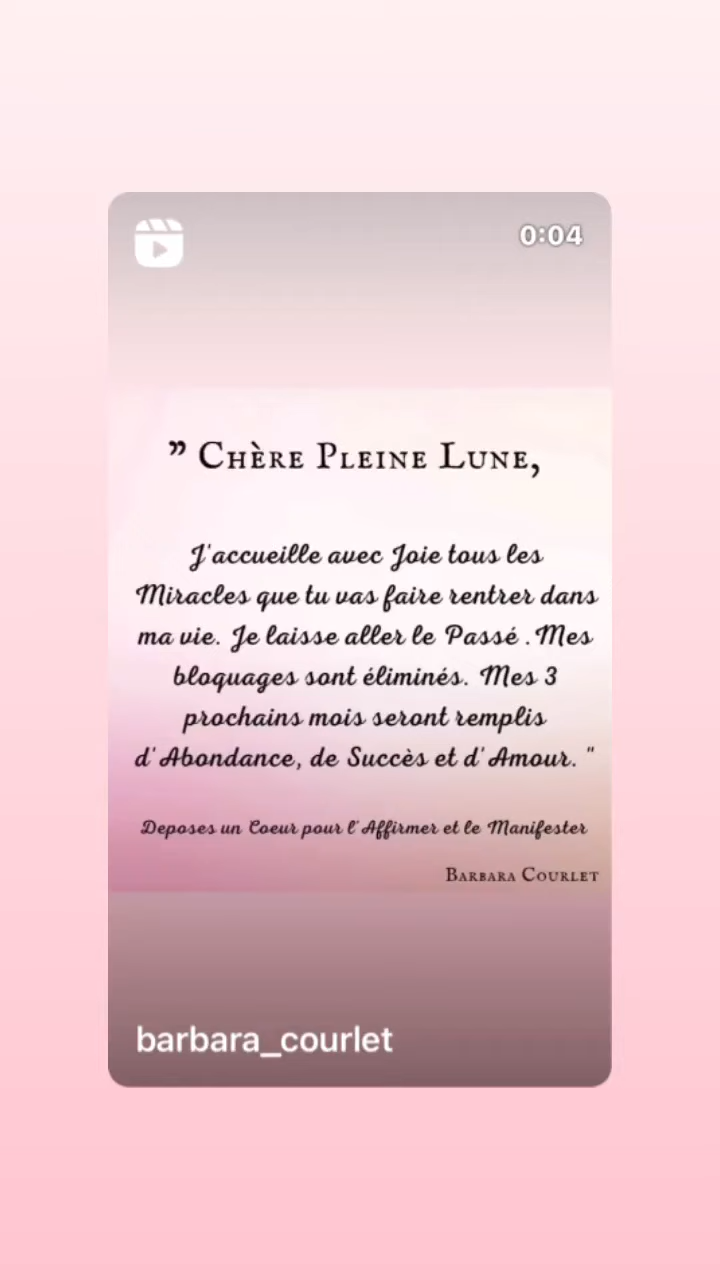 0:04
” Chère Pleine Lune,
J'accueille avec Joie tous les
Miracles que tu vas faire rentrer dans
ma vie. Je laisse aller le Passé . Mes
bloquages sont éliminés. Mes 3
prochains mois seront remplis
d'Abondance, de Succès et d'Amour. "
Deposes un Coeur pour l'Affirmer et le Manifester
Barbara Courlet
barbara_courlet